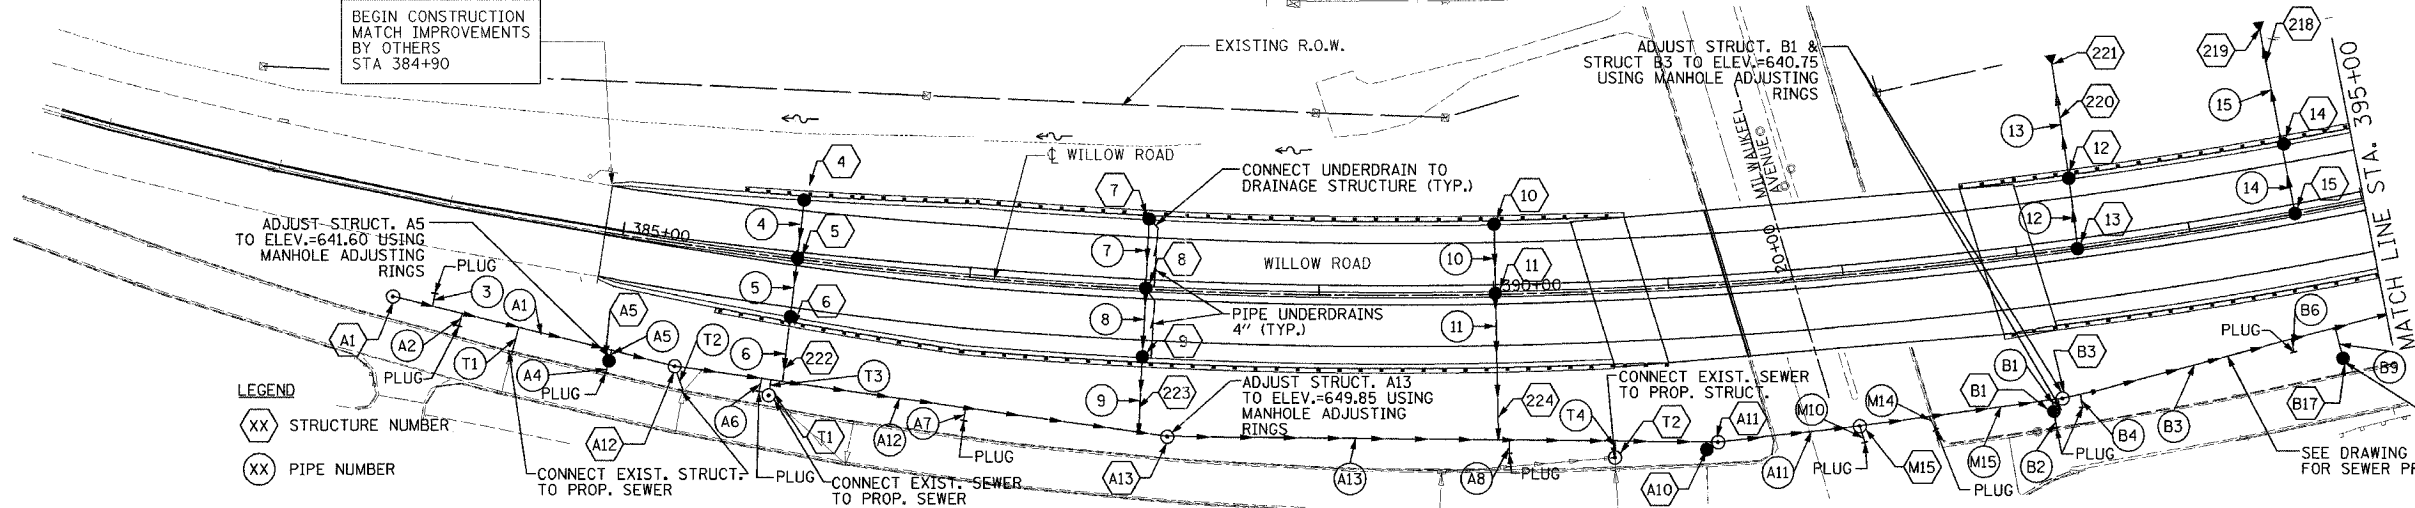 BEGIN CONSTRUCTION
MATCH IMPROVEMENTS
BY OTHERS
STA 384+90
EXISTING R.O.W.
ADJUST STRUCT. B1 &
STRUCT B3 TO ELEV.=640.75
USING MANHOLE ADJUSTING
RINGS
MILWAUKEE
AVENUE
20+00
221
220
13
12
12
13
219
218
15
14
14
15
MATCH LINE STA. 395+00
℄ WILLOW ROAD
CONNECT UNDERDRAIN TO
DRAINAGE STRUCTURE (TYP.)
4
4
5
5
6
6
222
7
7
8
8
9
9
223
10
10
11
11
224
WILLOW ROAD
385+00
390+00
PIPE UNDERDRAINS
4" (TYP.)
ADJUST STRUCT. A5
TO ELEV.=641.60 USING
MANHOLE ADJUSTING
RINGS
PLUG
3
A1
A1
A2
PLUG
T1
A4
PLUG
A5
A5
T2
A12
A6
T3
T1
PLUG
A12
A7
PLUG
ADJUST STRUCT. A13
TO ELEV.=649.85 USING
MANHOLE ADJUSTING
RINGS
A13
A13
A8
PLUG
CONNECT EXIST. SEWER
TO PROP. STRUCT.
T4
T2
A11
A10
A11
M10
PLUG
M15
M14
M15
PLUG
B1
B1
B2
B3
PLUG
B4
B3
PLUG
B6
B17
B9
SEE DRAWING
FOR SEWER
LEGEND
XX STRUCTURE NUMBER
XX PIPE NUMBER
CONNECT EXIST. STRUCT.
TO PROP. SEWER
CONNECT EXIST. SEWER
TO PROP. SEWER